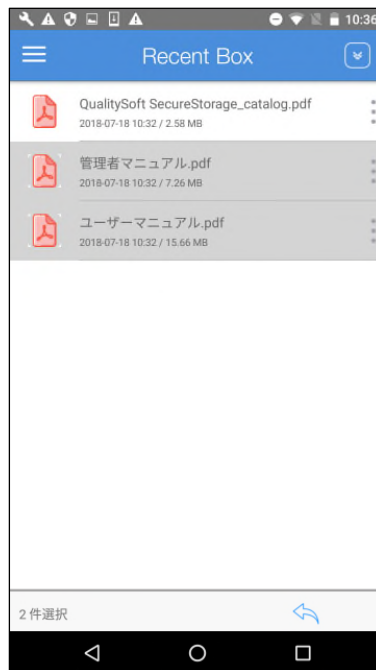 10:36
Recent Box
QualitySoft SecureStorage_catalog.pdf
2018-07-18 10:32 / 2.58 MB
管理者マニュアル.pdf
2018-07-18 10:32 / 7.26 MB
ユーザーマニュアル.pdf
2018-07-18 10:32 / 15.66 MB
2 件選択